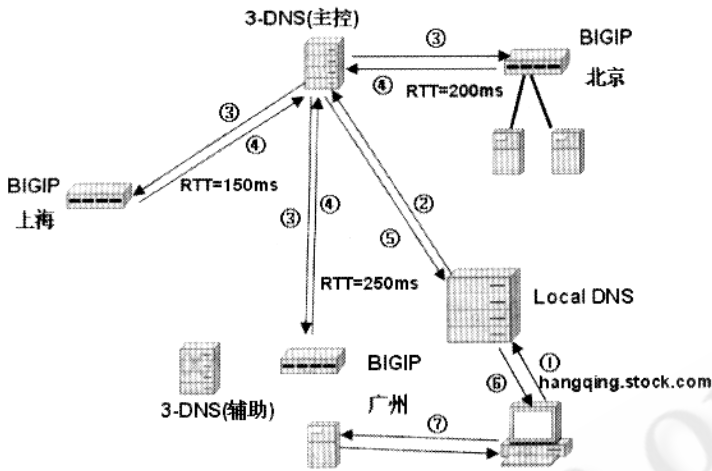 3-DNS(主控)
③
BIGIP
④
RTT=200ms
北京
③
④
BIGIP
RTT=150ms
上海
③
④
②
⑤
RTT=250ms
Local DNS
BIGIP
①
⑥
hangqing.stock.com
3-DNS(辅助)
广州
⑦